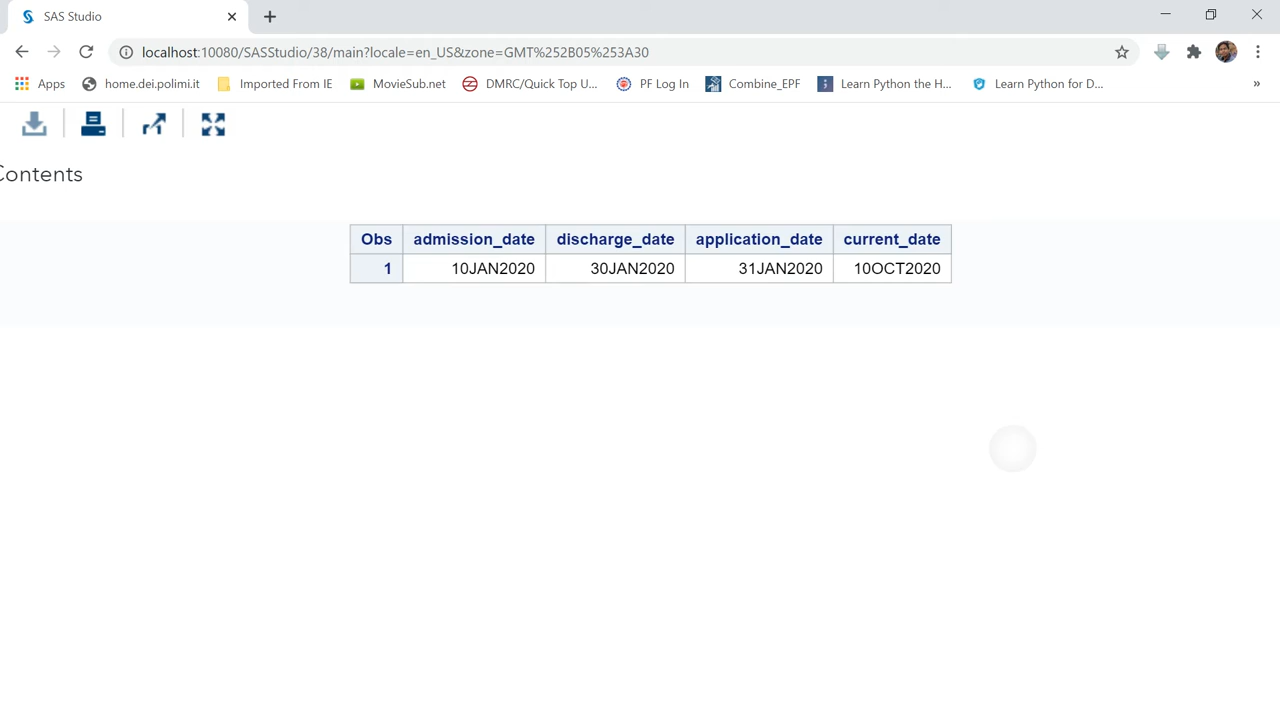 SAS Studio
localhost:10080/SASStudio/38/main?locale=en_US&zone=GMT%252B05%253A30
Apps home.dei.polimi.it Imported From IE MovieSub.net DMRC/Quick Top U... PF Log In Combine_EPF Learn Python the H... Learn Python for D... »
Contents
Obs admission_date discharge_date application_date current_date
1 10JAN2020 30JAN2020 31JAN2020 10OCT2020